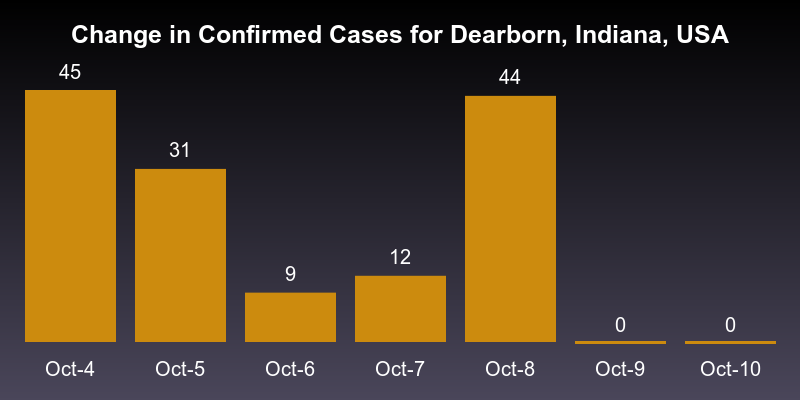 Change in Confirmed Cases for Dearborn, Indiana, USA
45
31
9
12
44
0
0
Oct-4
Oct-5
Oct-6
Oct-7
Oct-8
Oct-9
Oct-10